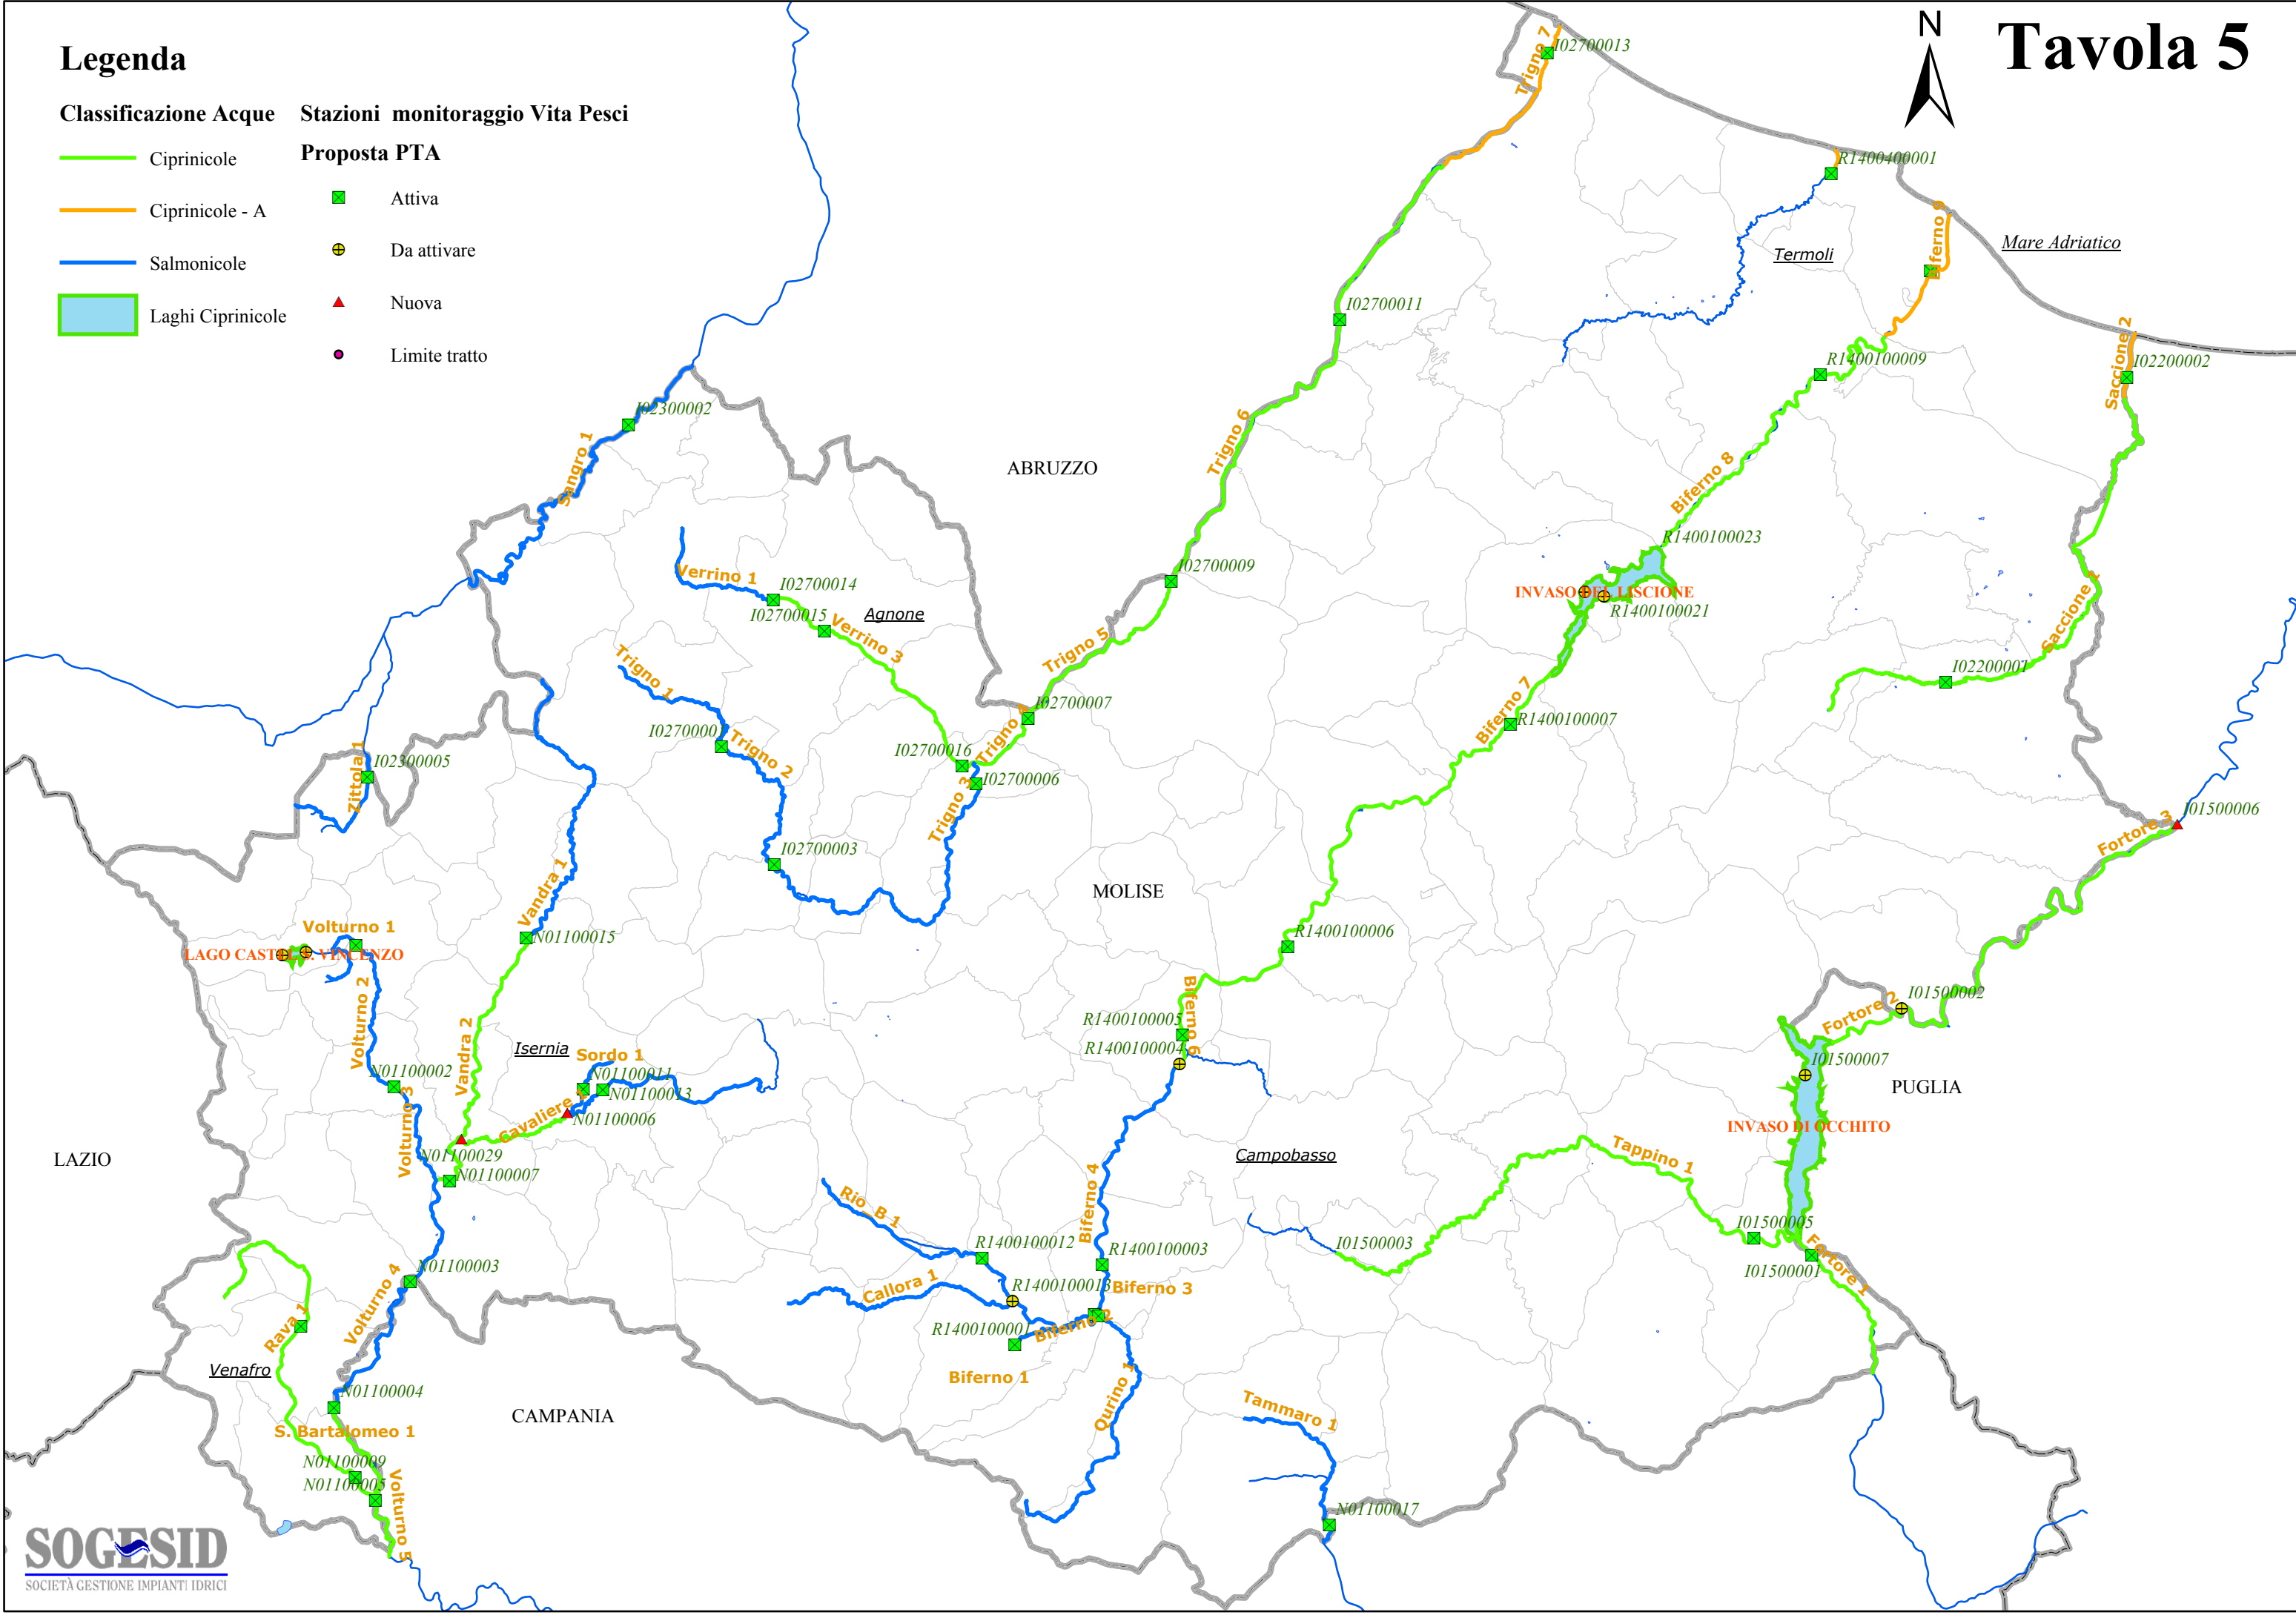 Tavola 5
N
Legenda
Classificazione Acque
Ciprinicole
Ciprinicole - A
Salmonicole
Laghi Ciprinicole
Stazioni monitoraggio Vita Pesci
Proposta PTA
Attiva
Da attivare
Nuova
Limite tratto
Trigno 7
I02700013
R1400400001
Biferno 9
Mare Adriatico
Termoli
I02700011
R1400100009
Saccione 2
I02200002
I02300002
Sangro 1
ABRUZZO
Trigno 6
Biferno 8
R1400100023
Verrino 1
I02700014
I02700015
Agnone
Verrino 3
I02700009
INVASO DEL LISCIONE
R1400100021
Saccione 1
Trigno 1
Trigno 5
I02200001
I02700007
Biferno 7
R1400100007
I02700001
Trigno 2
I02700016
Trigno 4
I02700006
Trigno 3
Zittola 1
I02300005
I01500006
Fortore 3
I02700003
MOLISE
Vandra 1
Volturno 1
LAGO CASTEL S. VINCENZO
N01100015
R1400100006
Volturno 2
Biferno 6
I01500002
Fortore 2
R1400100005
R1400100004
Vandra 2
Isernia
Sordo 1
N01100002
N01100011
N01100013
I01500007
PUGLIA
Volturno 3
Cavaliere
N01100006
INVASO DI OCCHITO
LAZIO
N01100029
N01100007
Campobasso
Tappino 1
Biferno 4
Rio B 1
I01500005
I01500003
R1400100012
R1400100003
I01500001
Fortore 1
N01100003
Volturno 4
Callora 1
R1400100013
Biferno 3
Rava 1
R1400100001
Biferno 2
Venafro
Biferno 1
N01100004
Qurino 1
Tammaro 1
CAMPANIA
S. Bartalomeo 1
N01100009
N01100005
Volturno 5
N01100017
SOGESID
SOCIETÀ GESTIONE IMPIANTI IDRICI